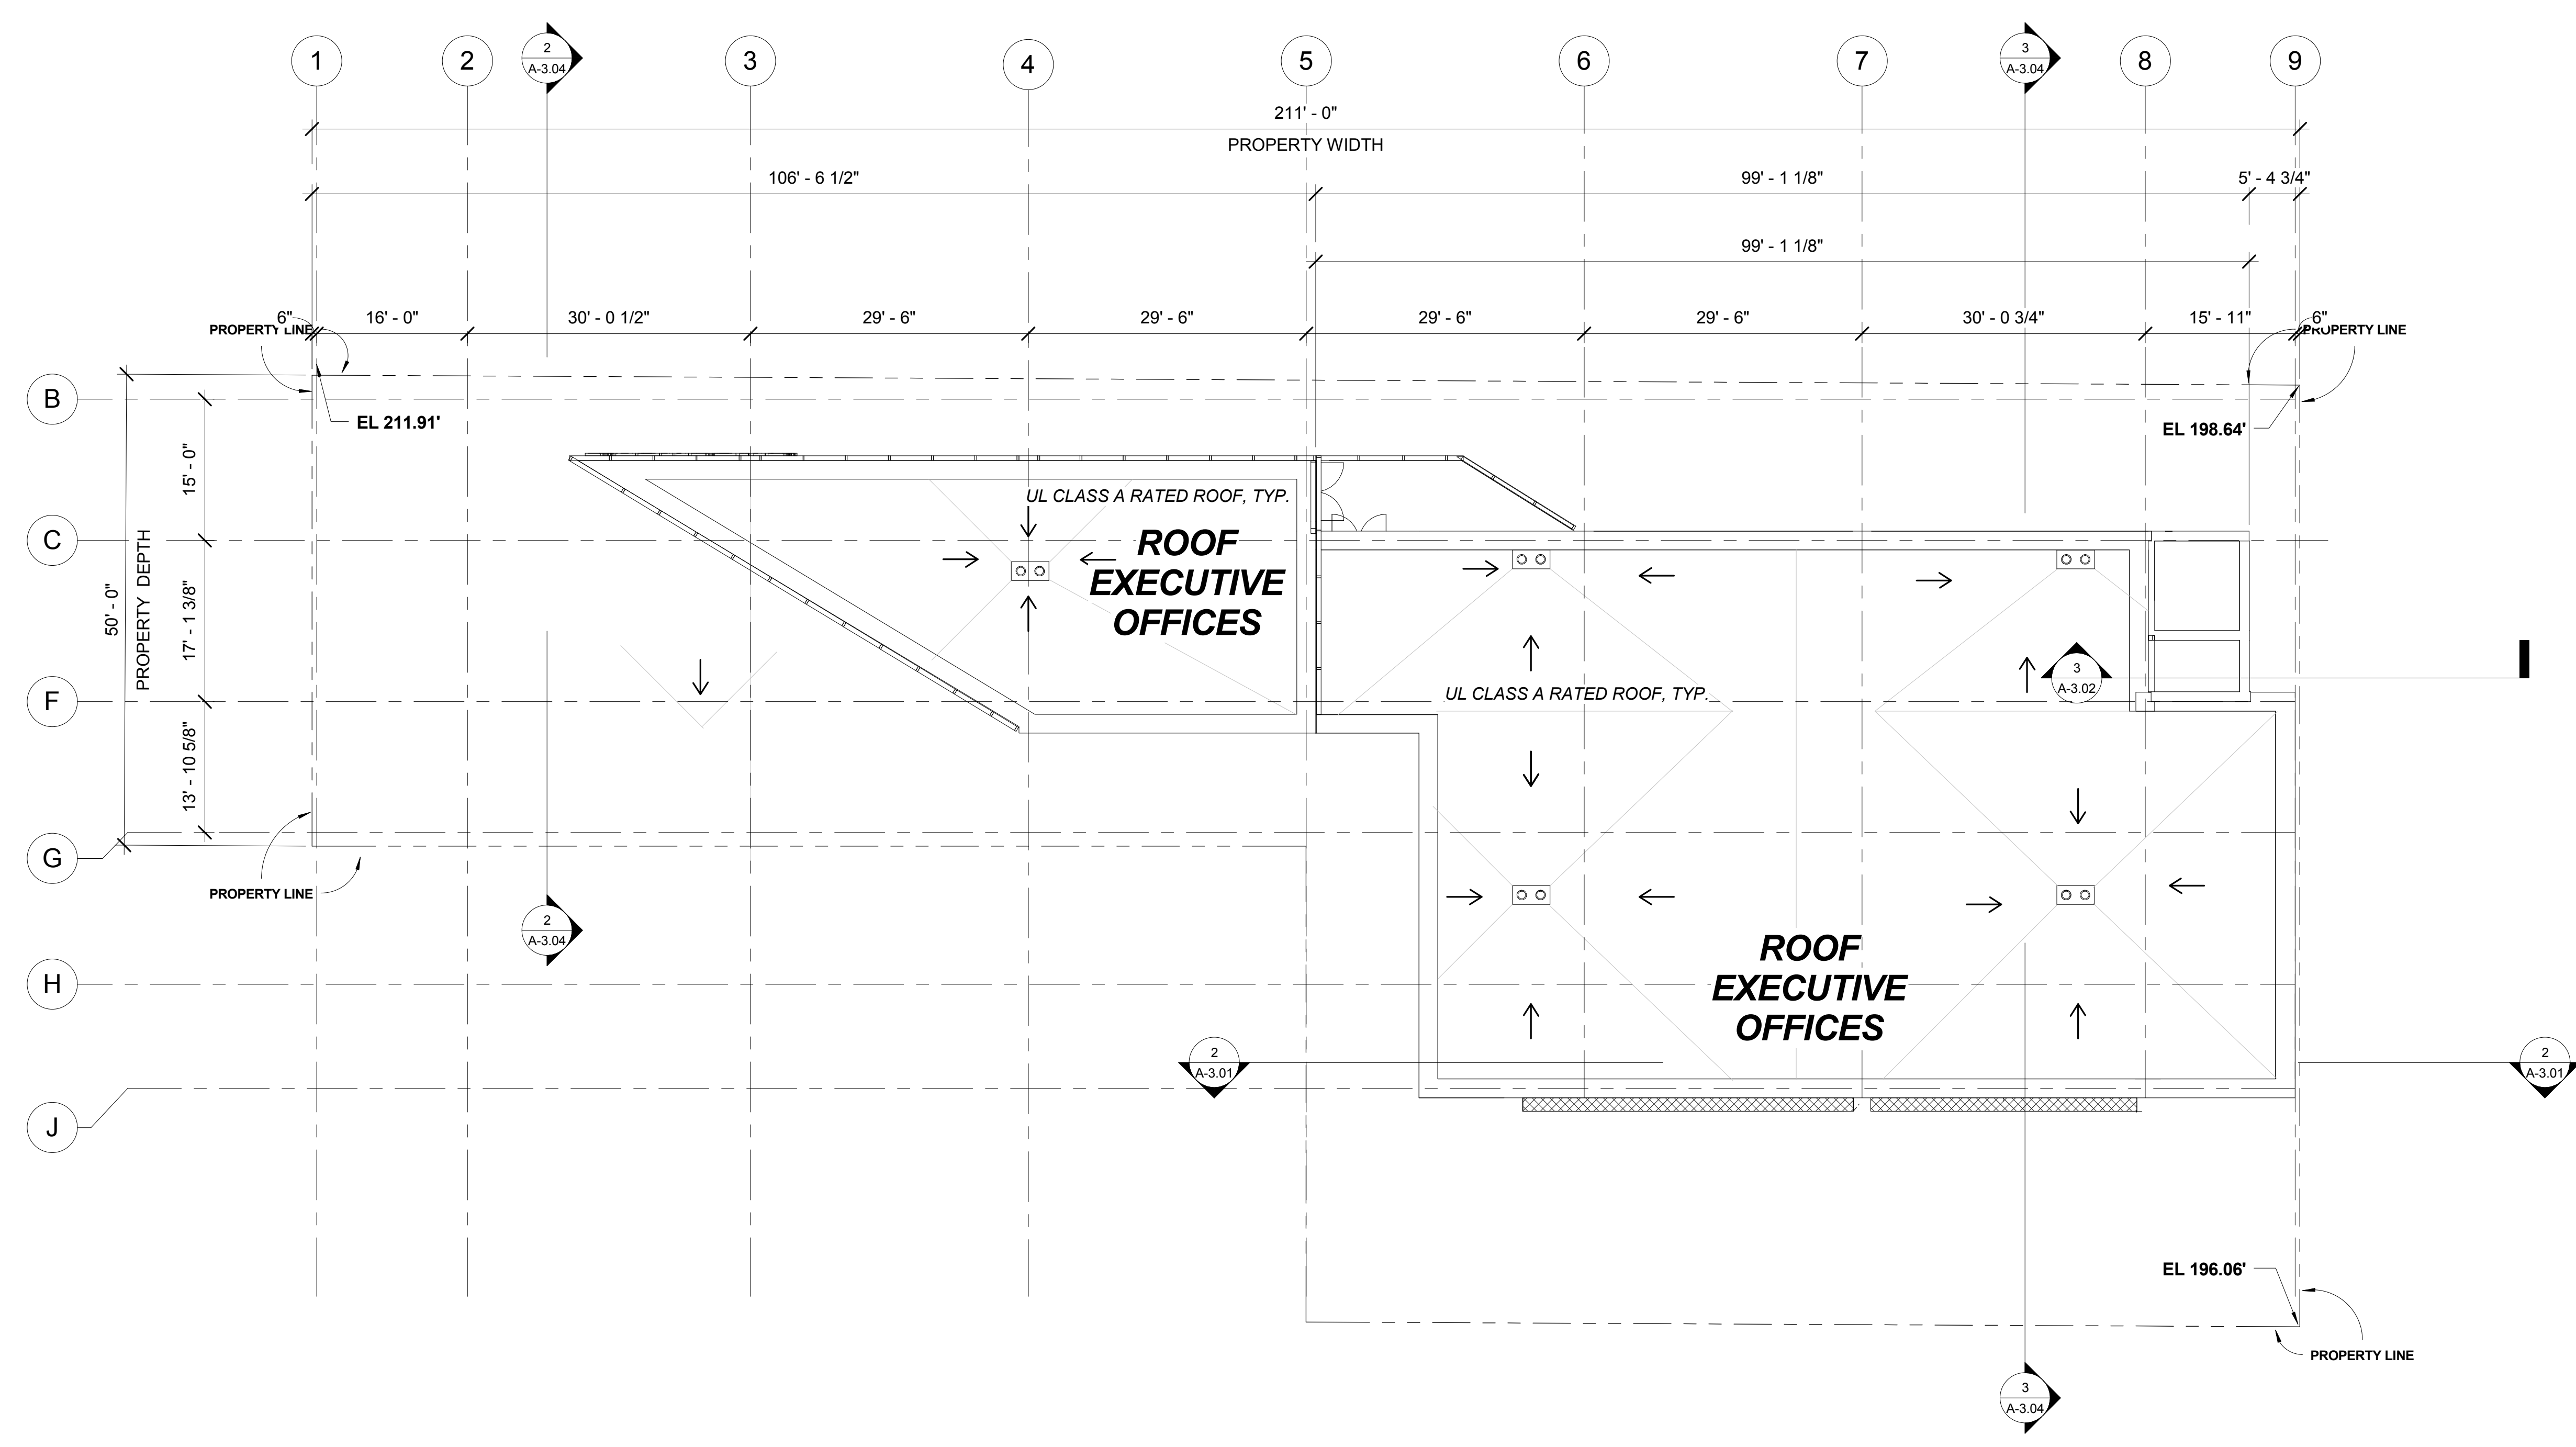 1 2 3 4 5 6 7 8 9
2
A-3.04
3
A-3.04
211' - 0"
PROPERTY WIDTH
106' - 6 1/2" 99' - 1 1/8" 5' - 4 3/4"
99' - 1 1/8"
6" 16' - 0" 30' - 0 1/2" 29' - 6" 29' - 6" 29' - 6" 29' - 6" 30' - 0 3/4" 15' - 11" 6"
PROPERTY LINE
PROPERTY LINE
B
EL 211.91'
EL 198.64'
15' - 0"
C
50' - 0"
PROPERTY DEPTH
17' - 1 3/8"
UL CLASS A RATED ROOF, TYP.
ROOF
EXECUTIVE
OFFICES
F
UL CLASS A RATED ROOF, TYP.
3
A-3.02
13' - 10 5/8"
G
PROPERTY LINE
2
A-3.04
H
ROOF
EXECUTIVE
OFFICES
2
A-3.01
2
A-3.01
J
EL 196.06'
PROPERTY LINE
3
A-3.04